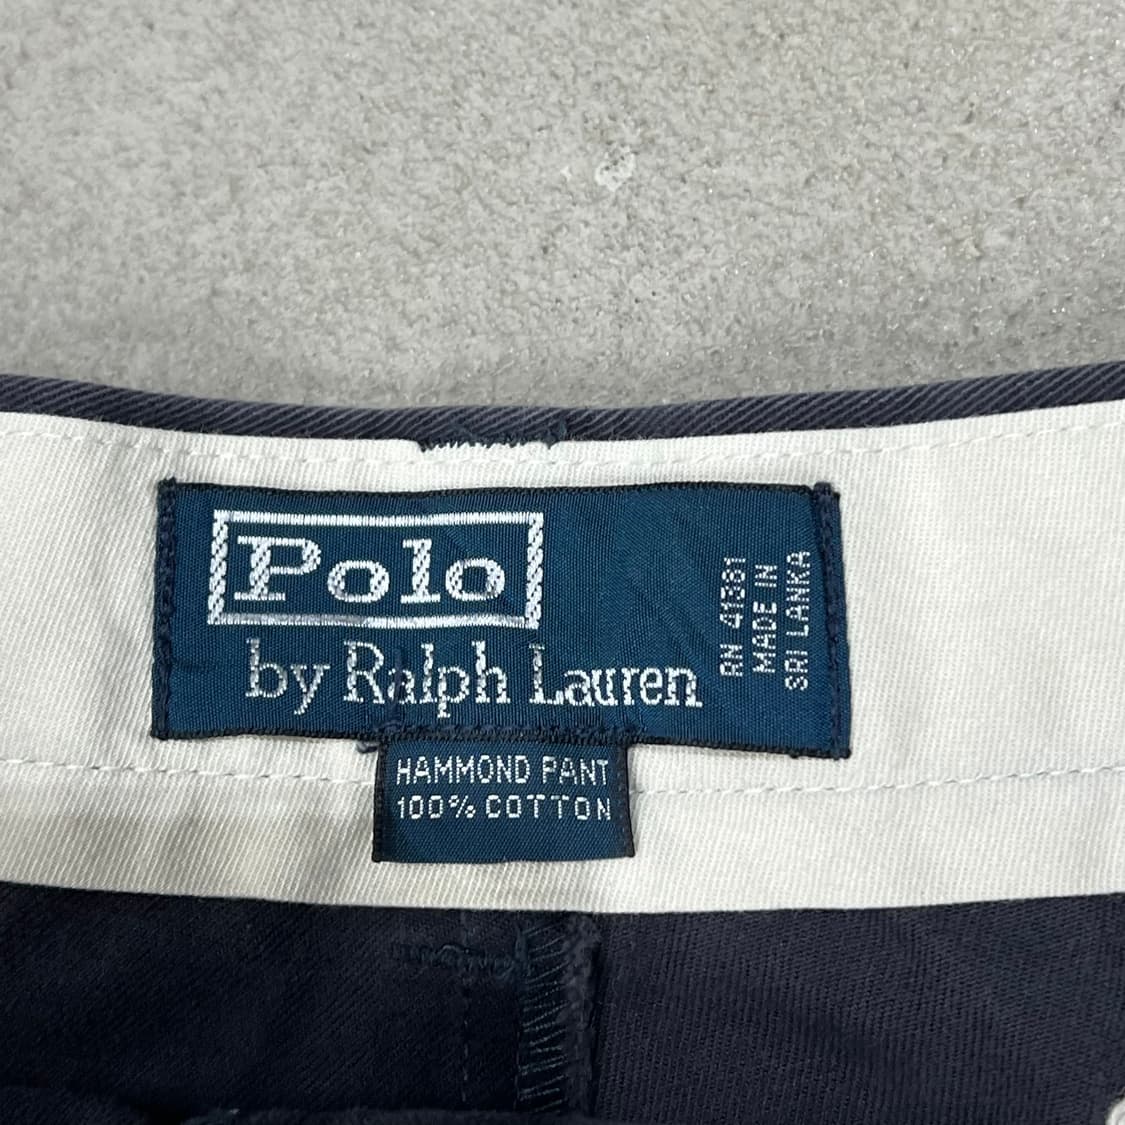 Polo
by Ralph Lauren
RN 41381
MADE IN
SRI LANKA
HAMMOND PANT
100% COTTON